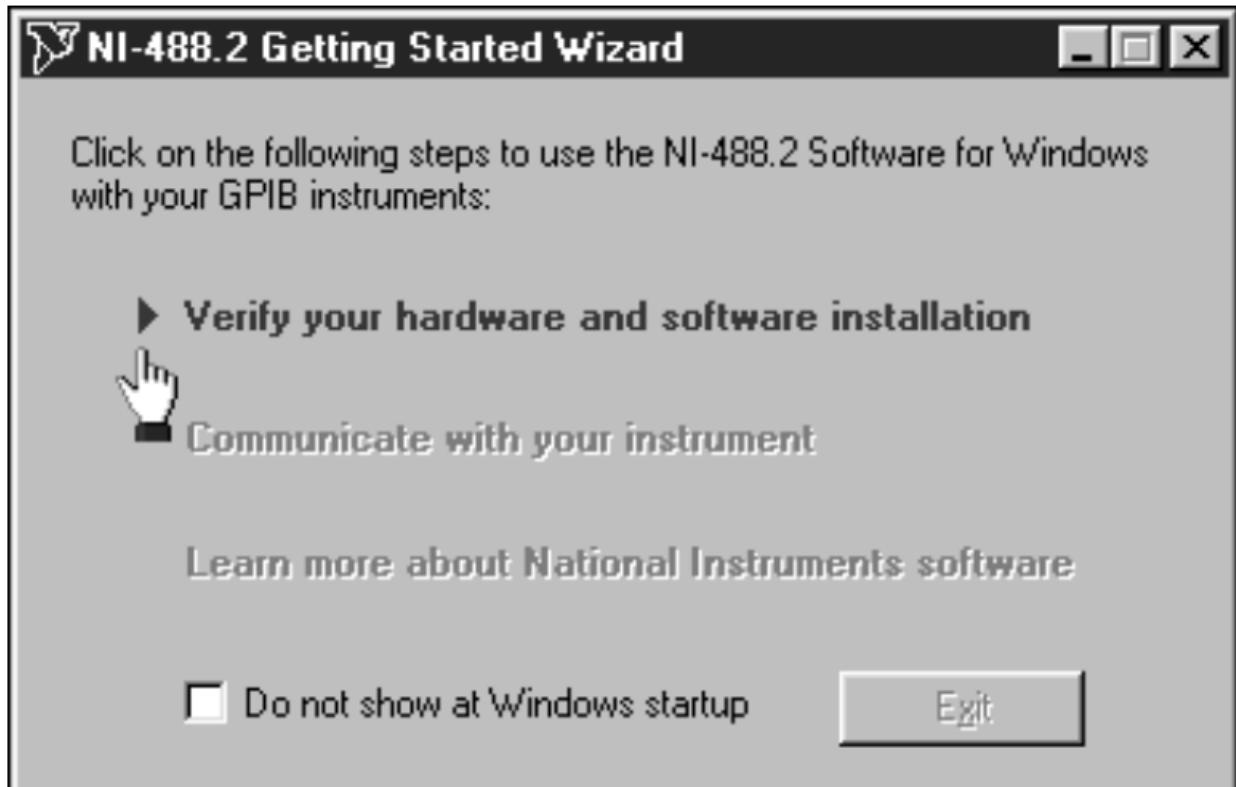 NI-488.2 Getting Started Wizard
Click on the following steps to use the NI-488.2 Software for Windows
with your GPIB instruments:
Verify your hardware and software installation
Communicate with your instrument
Learn more about National Instruments software
Do not show at Windows startup
Exit